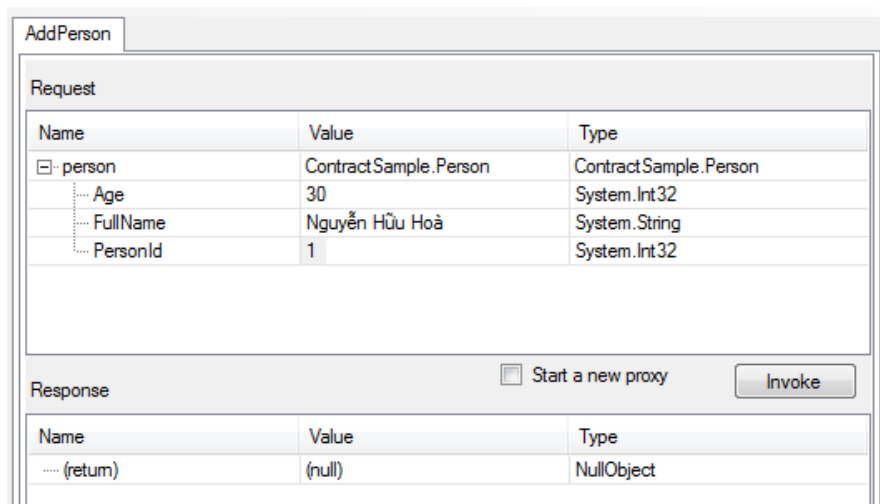 AddPerson
Request
Name Value Type
person ContractSample.Person ContractSample.Person
Age 30 System.Int32
FullName Nguyễn Hữu Hoà System.String
PersonId 1 System.Int32
Start a new proxy Invoke
Response
Name Value Type
(return) (null) NullObject